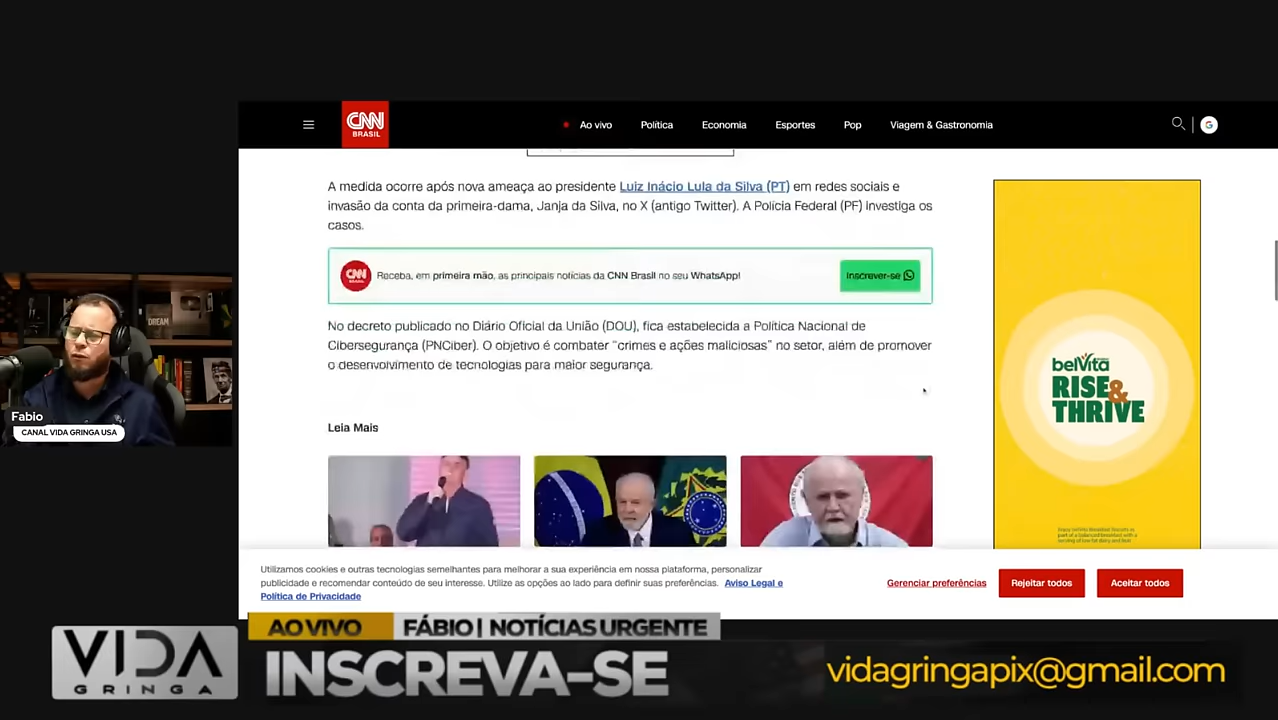 CNN
BRASIL
Ao vivo
Política
Economia
Esportes
Pop
Viagem & Gastronomia
G
A medida ocorre após nova ameaça ao presidente Luiz Inácio Lula da Silva (PT) em redes sociais e
invasão da conta da primeira-dama, Janja da Silva, no X (antigo Twitter). A Polícia Federal (PF) investiga os
casos.
CNN
Receba, em primeira mão, as principais notícias da CNN Brasil no seu WhatsApp!
Inscrever-se
No decreto publicado no Diário Oficial da União (DOU), fica estabelecida a Política Nacional de
Cibersegurança (PNCiber). O objetivo é combater "crimes e ações maliciosas" no setor, além de promover
o desenvolvimento de tecnologias para maior segurança.
belVita
RISE &
THRIVE
Leia Mais
DREAM
Fabio
CANAL VIDA GRINGA USA
Utilizamos cookies e outras tecnologias semelhantes para melhorar a sua experiência em nossa plataforma, personalizar
publicidade e recomendar conteúdo de seu interesse. Utilize as opções ao lado para definir suas preferências. Aviso Legal e
Política de Privacidade
Gerenciar preferências
Rejeitar todos
Aceitar todos
AO VIVO
FÁBIO | NOTÍCIAS URGENTE
VIDA
GRINGA
INSCREVA-SE
vidagringapix@gmail.com